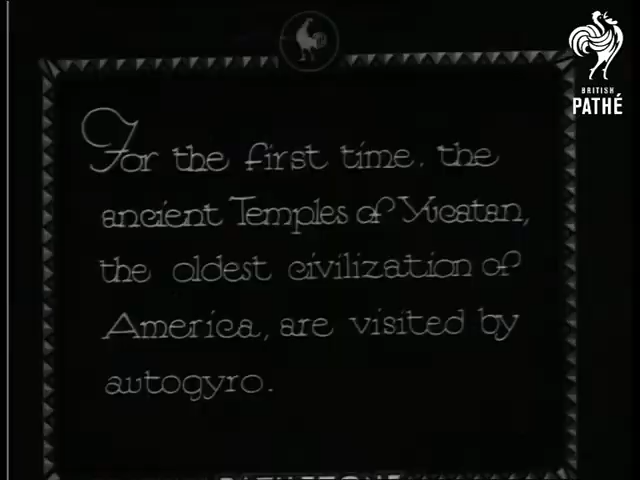 BRITISH
PATHÉ
For the first time, the
ancient Temples of Yucatan,
the oldest civilization of
America, are visited by
autogyro.